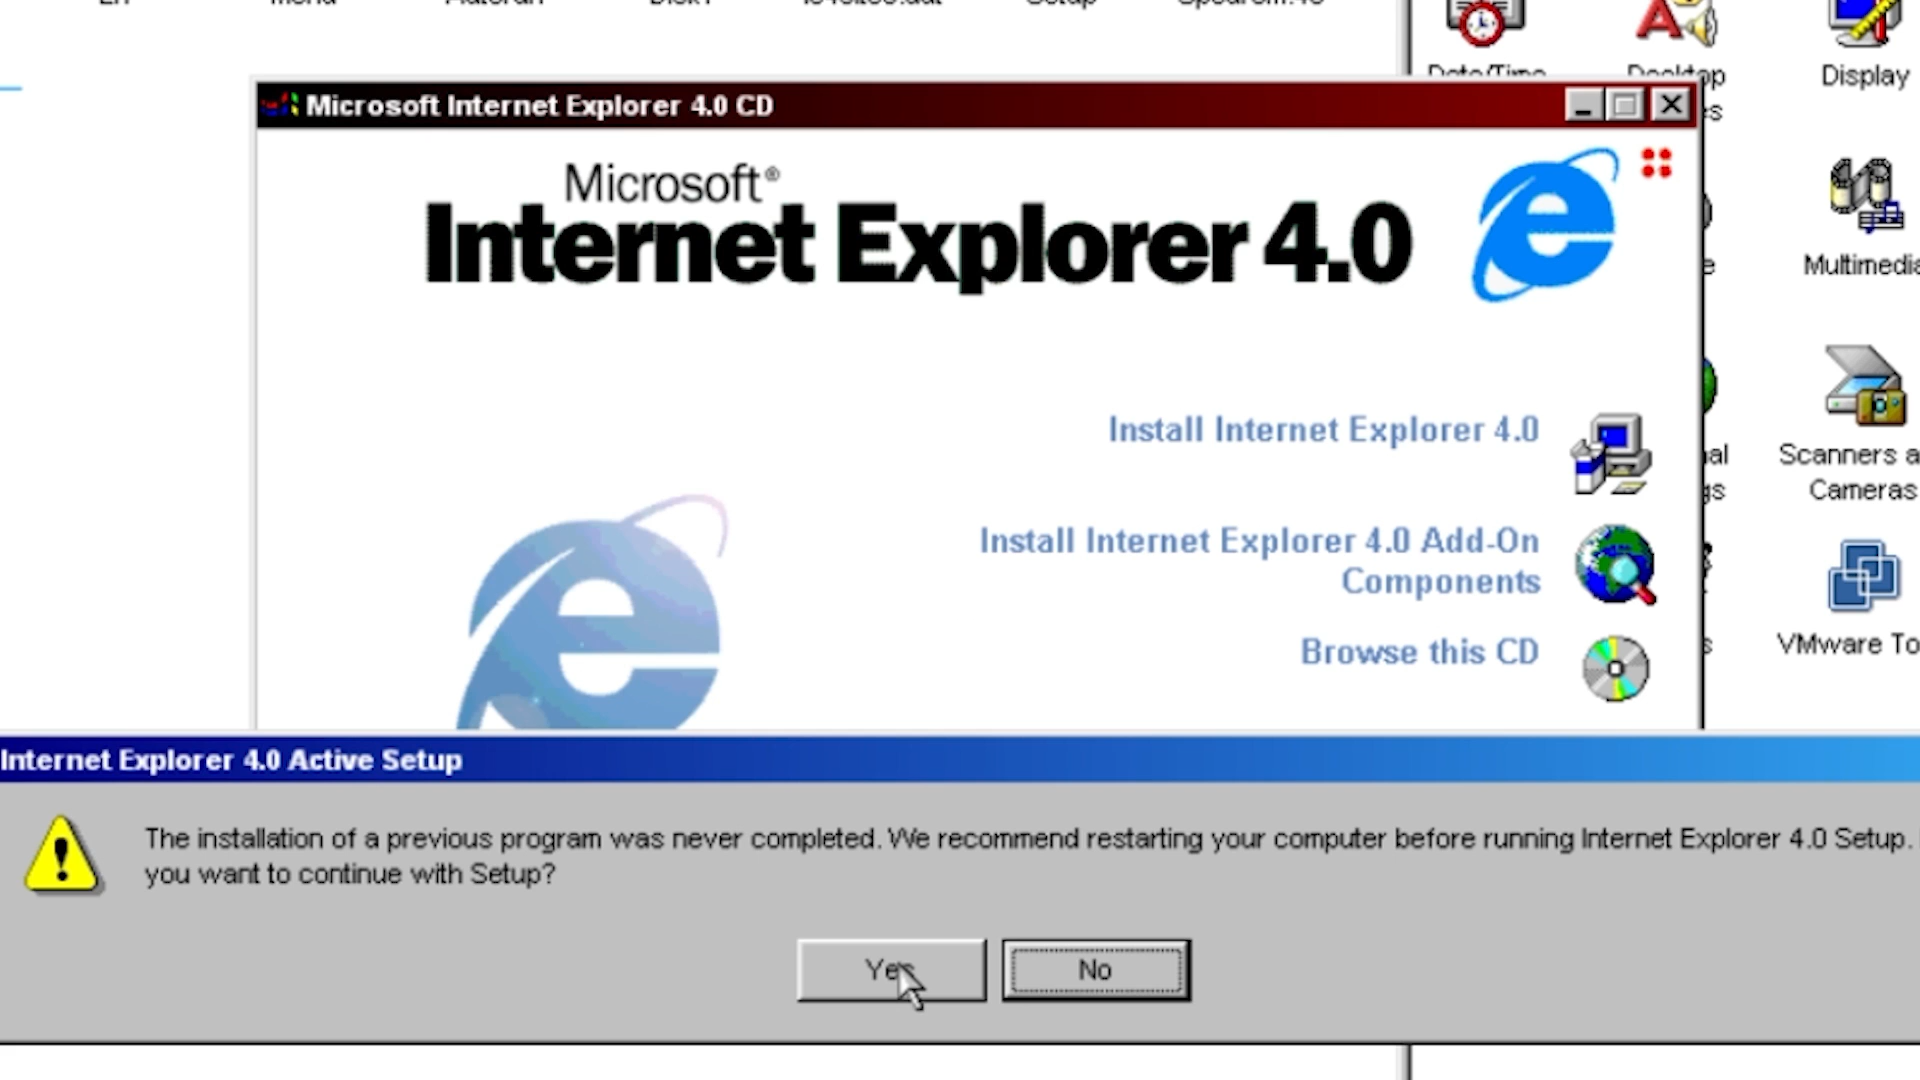 Microsoft Internet Explorer 4.0 CD
Display
Microsoft®
Internet Explorer 4.0
Multimedia
Install Internet Explorer 4.0
Scanners a
Cameras
Install Internet Explorer 4.0 Add-On
Components
Browse this CD
VMware To
Internet Explorer 4.0 Active Setup
The installation of a previous program was never completed. We recommend restarting your computer before running Internet Explorer 4.0 Setup.
you want to continue with Setup?
Yes
No